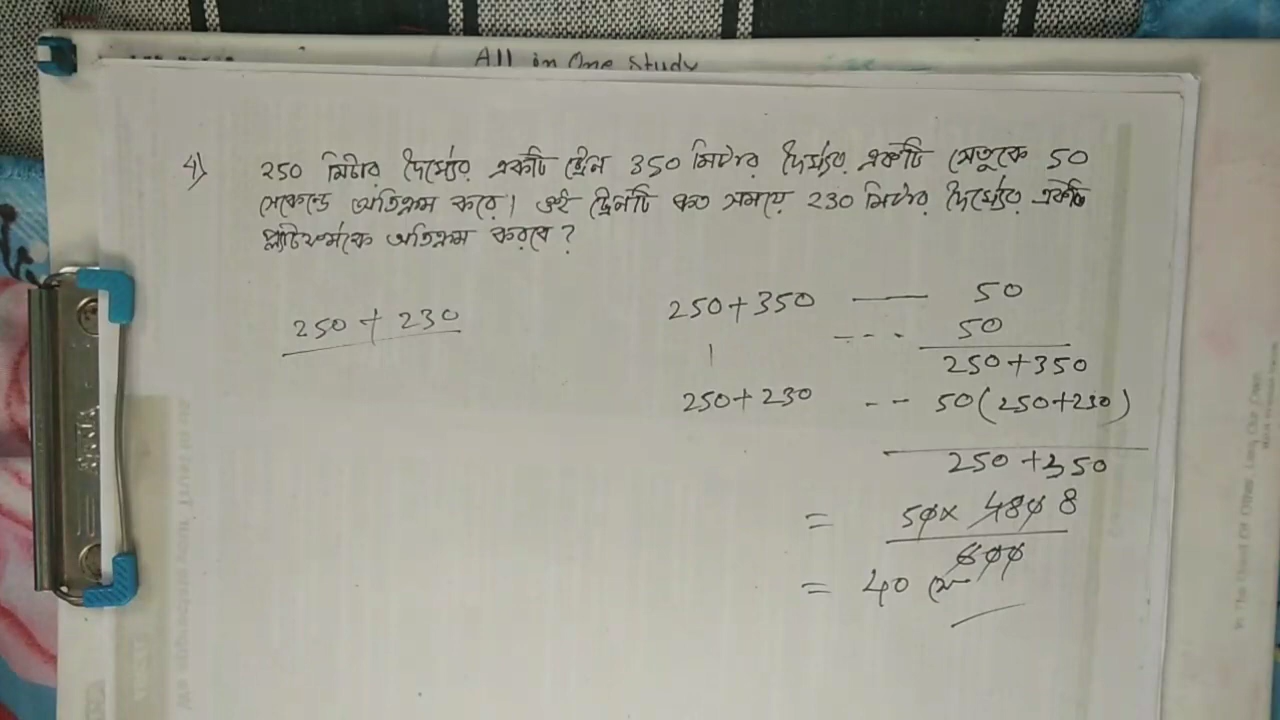 All in One Study
4) 250 মিটার দৈর্ঘ্যের একটি ট্রেন 350 মিটার দৈর্ঘ্যের একটি সেতুকে 50
সেকেন্ডে অতিক্রম করে। ওই ট্রেনটি কত সময়ে 230 মিটার দৈর্ঘ্যের একটি
প্ল্যাটফর্মকে অতিক্রম করবে?
250 + 230
250+350 —— 50
1 --- 50
250+350
250+230 -- 50(250+230)
250+350
= 50× 480 8
600
= 40 সে